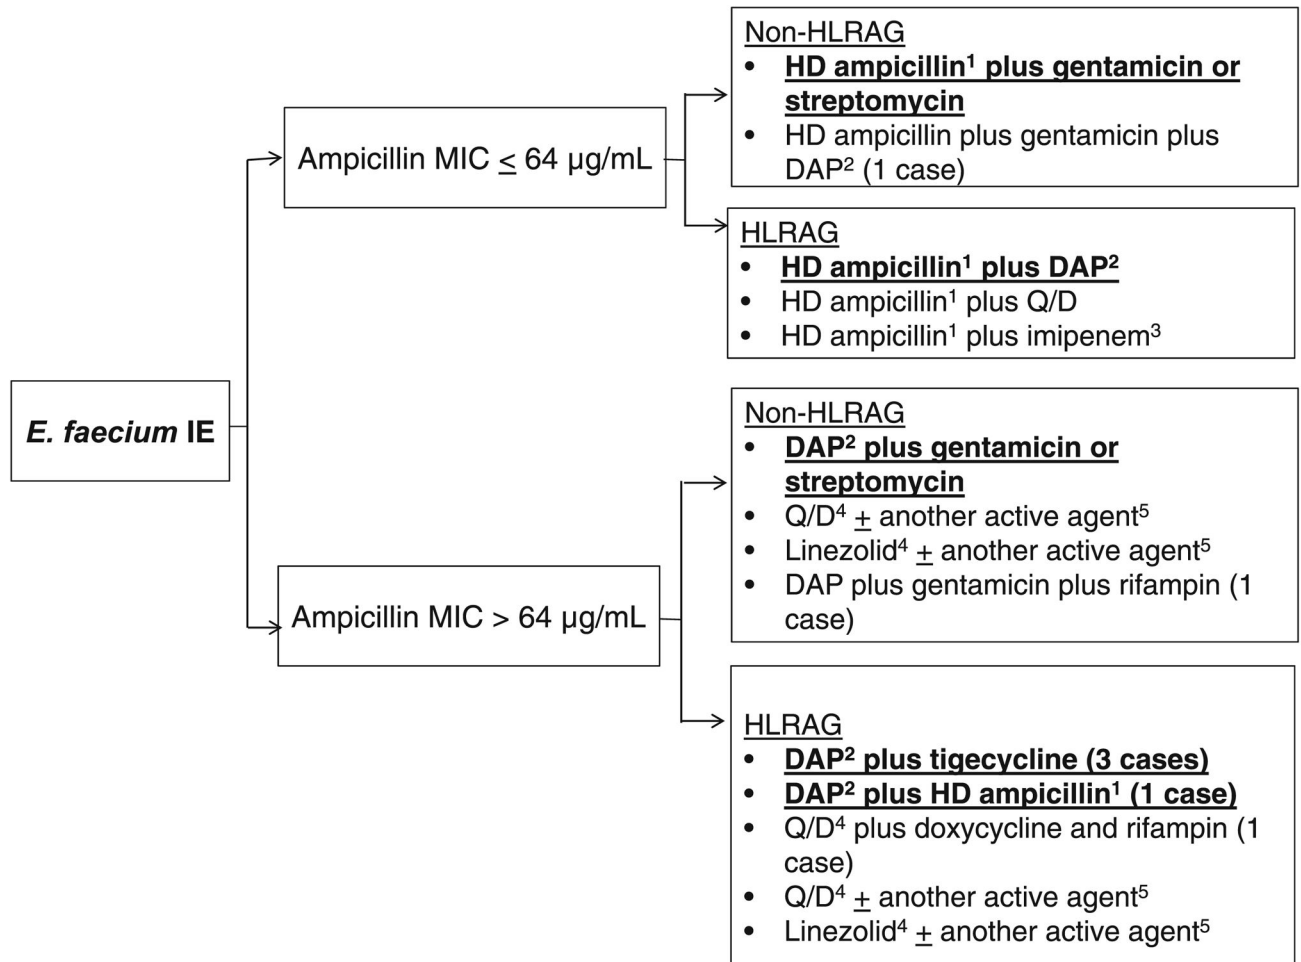 E. faecium IE
Ampicillin MIC ≤ 64 µg/mL
Non-HLRAG
• HD ampicillin¹ plus gentamicin or
streptomycin
• HD ampicillin plus gentamicin plus
DAP² (1 case)
HLRAG
• HD ampicillin¹ plus DAP²
• HD ampicillin¹ plus Q/D
• HD ampicillin¹ plus imipenem³
Ampicillin MIC > 64 µg/mL
Non-HLRAG
• DAP² plus gentamicin or
streptomycin
• Q/D⁴ ± another active agent⁵
• Linezolid⁴ ± another active agent⁵
• DAP plus gentamicin plus rifampin (1
case)
HLRAG
• DAP² plus tigecycline (3 cases)
• DAP² plus HD ampicillin¹ (1 case)
• Q/D⁴ plus doxycycline and rifampin (1
case)
• Q/D⁴ ± another active agent⁵
• Linezolid⁴ ± another active agent⁵